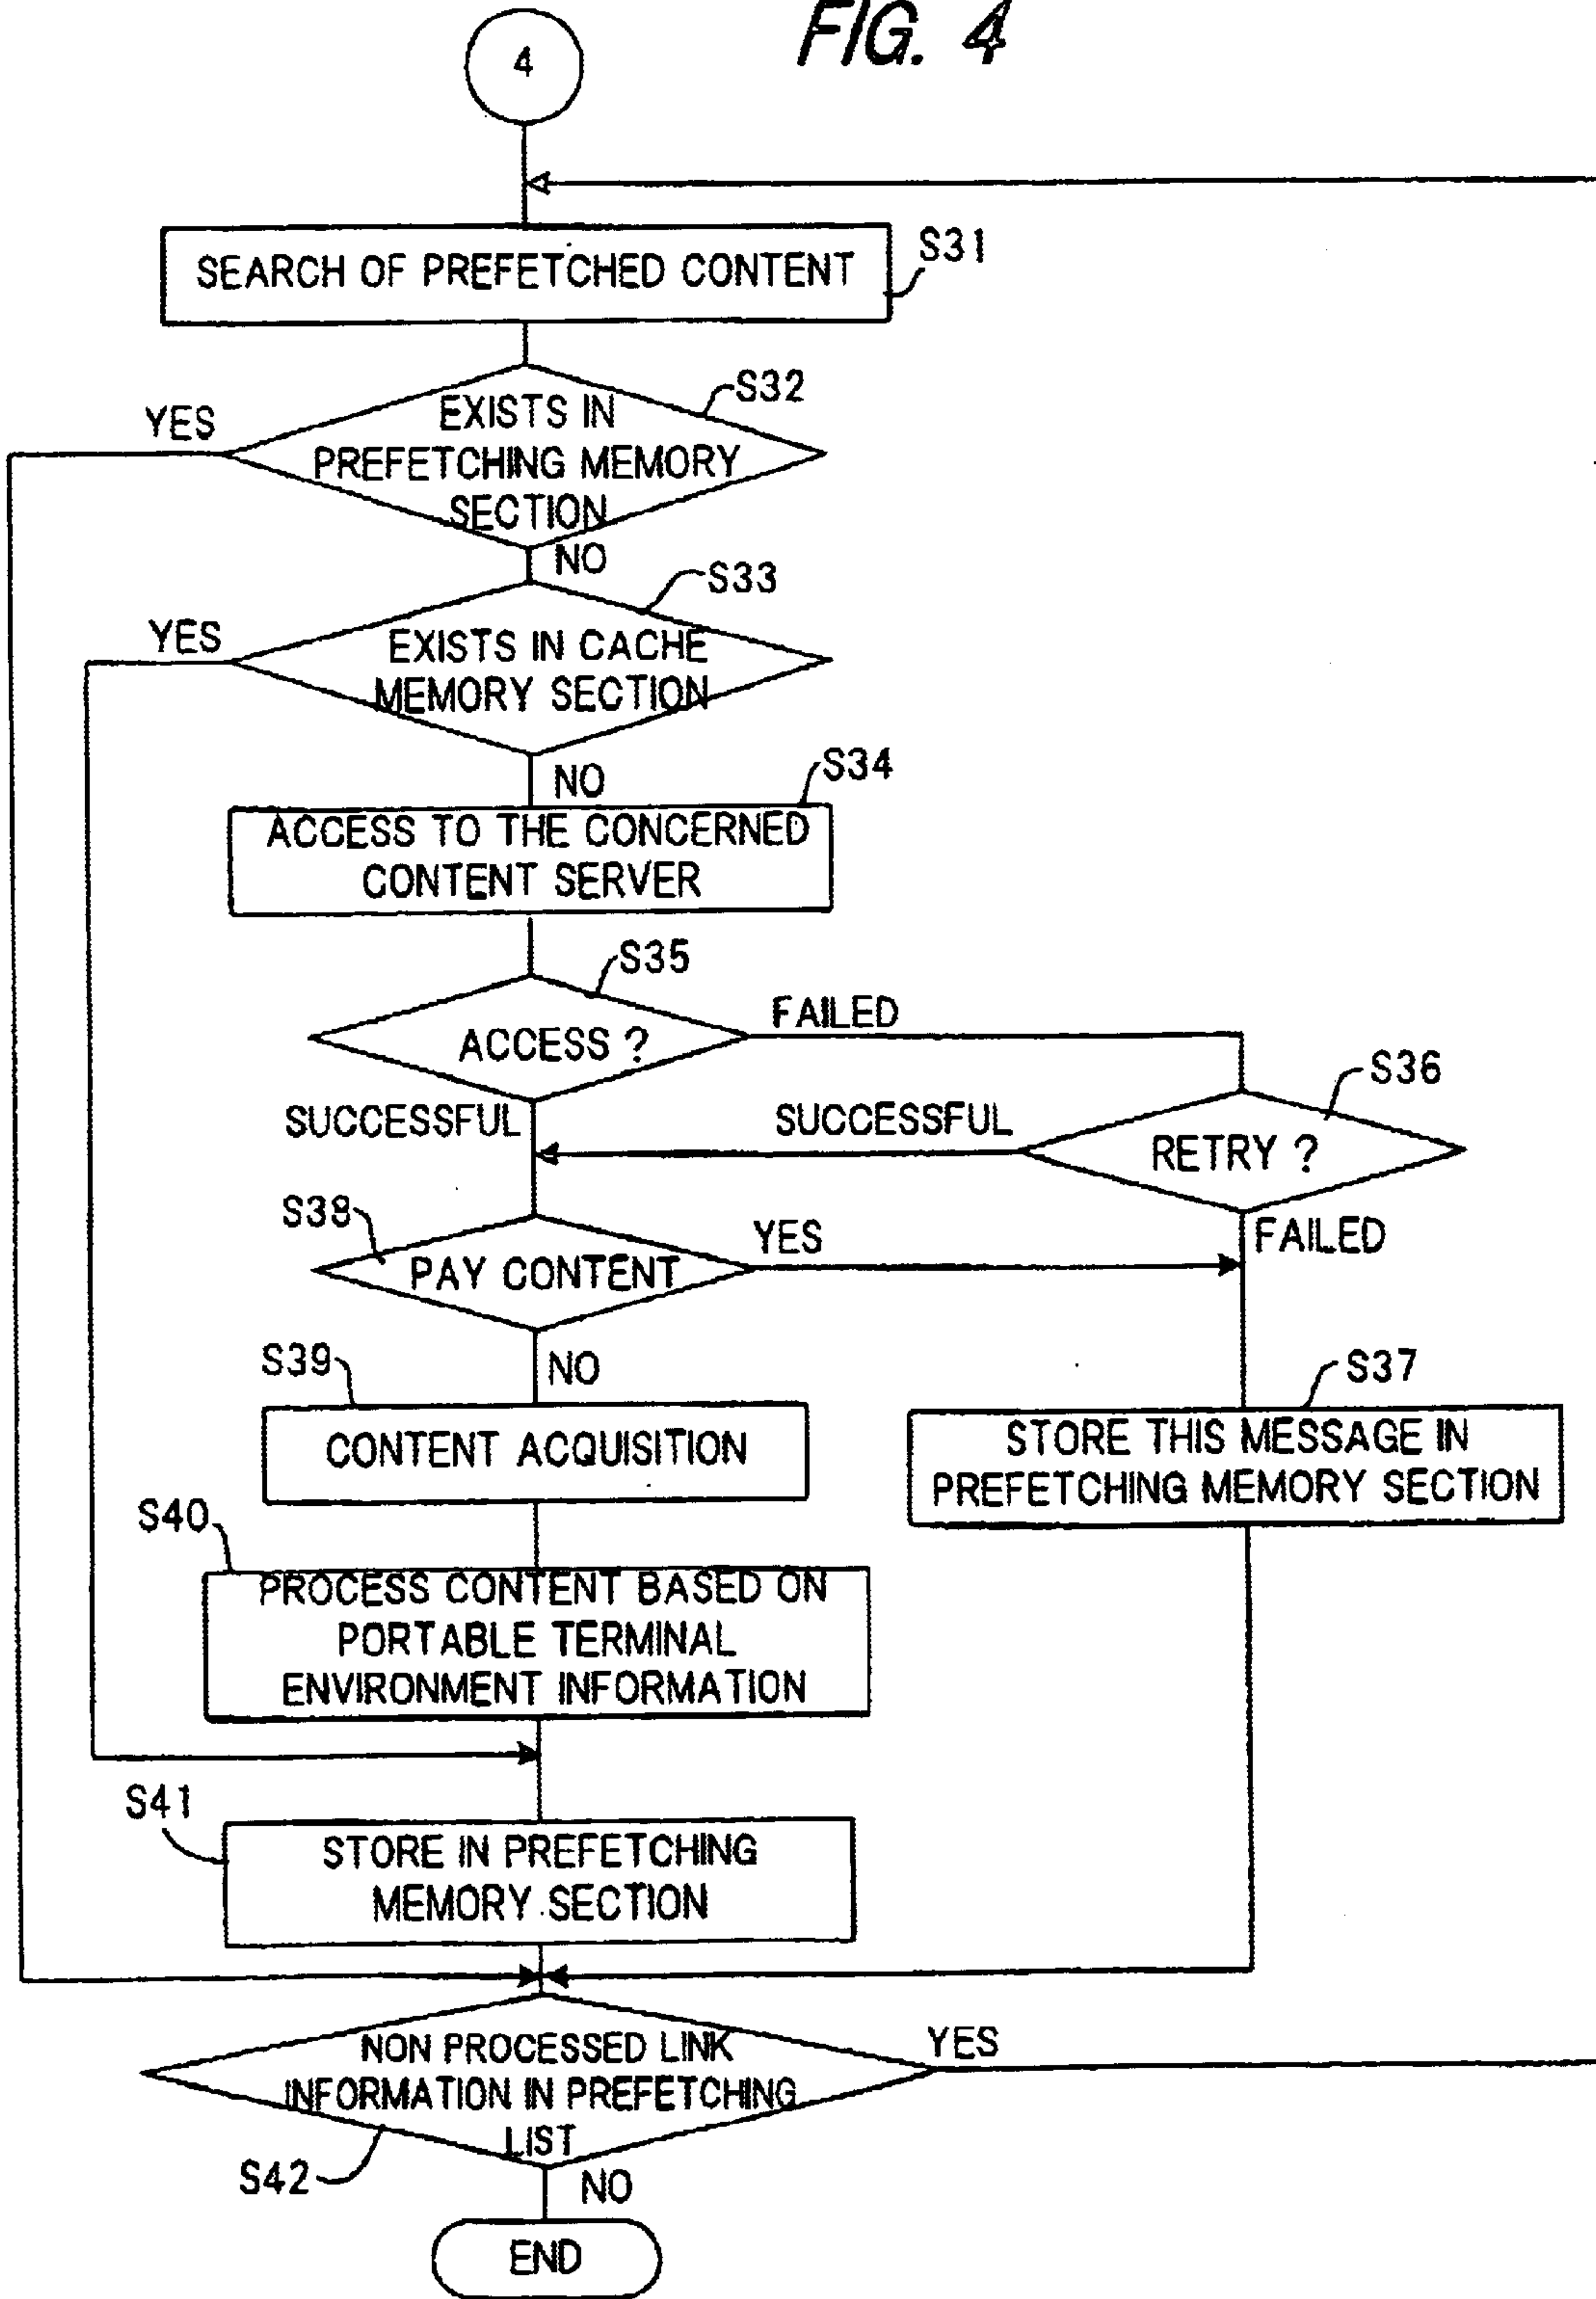 FIG. 4
4
SEARCH OF PREFETCHED CONTENT
S31
S32
YES
EXISTS IN
PREFETCHING MEMORY
SECTION
NO
S33
YES
EXISTS IN CACHE
MEMORY SECTION
NO
S34
ACCESS TO THE CONCERNED
CONTENT SERVER
S35
FAILED
ACCESS ?
S36
SUCCESSFUL
SUCCESSFUL
RETRY ?
S38
YES
FAILED
PAY CONTENT
S39
NO
S37
CONTENT ACQUISITION
STORE THIS MESSAGE IN
PREFETCHING MEMORY SECTION
S40
PROCESS CONTENT BASED ON
PORTABLE TERMINAL
ENVIRONMENT INFORMATION
S41
STORE IN PREFETCHING
MEMORY SECTION
YES
NON PROCESSED LINK
INFORMATION IN PREFETCHING
LIST
S42
NO
END